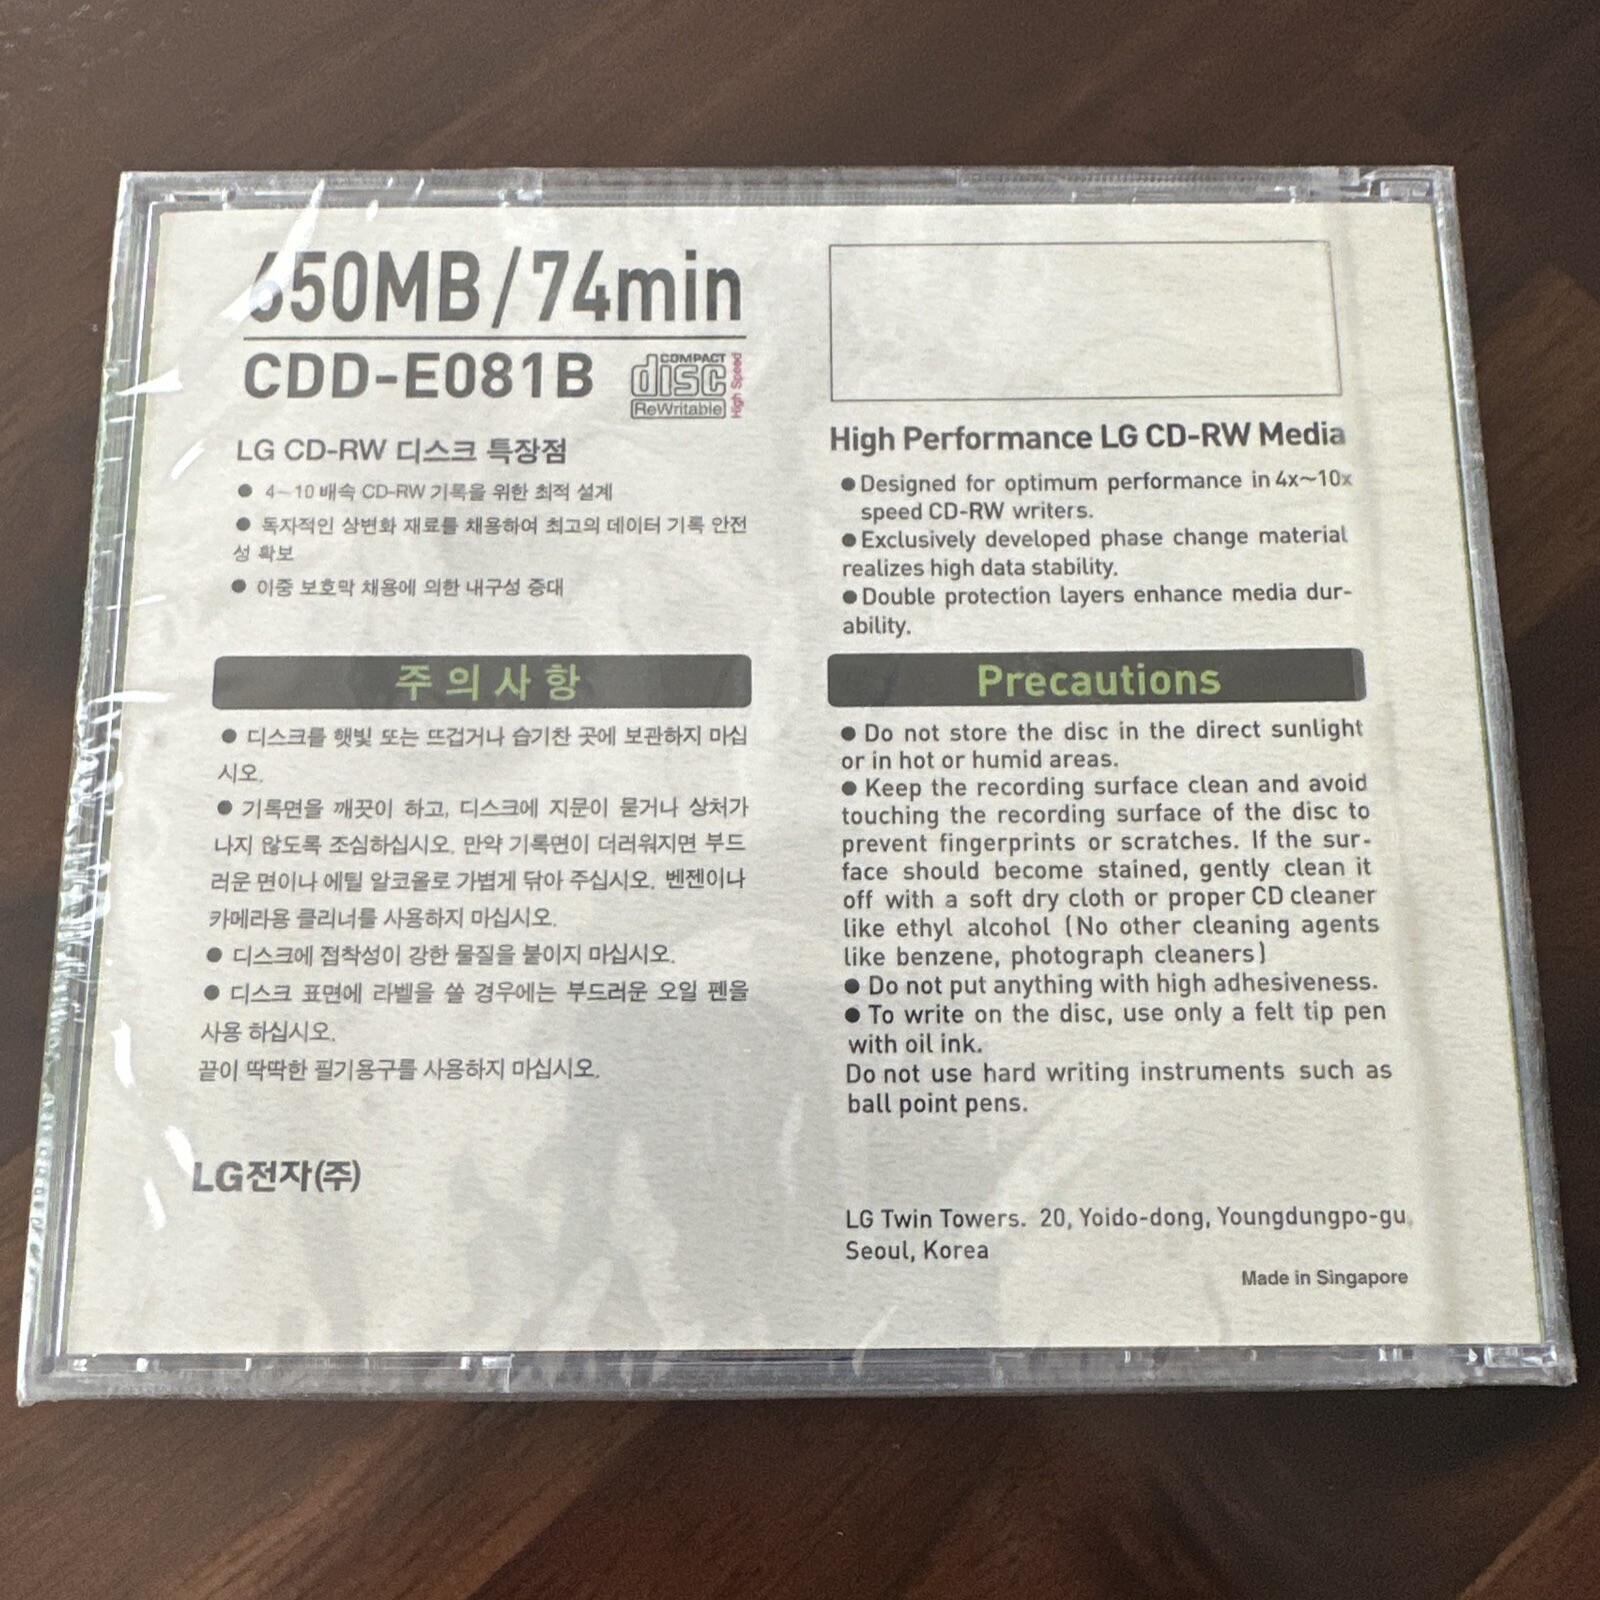 650MB/74min
CDD-E081B
COMPACT
disc
ReWritable
High Speed
LG CD-RW 디스크 특장점
● 4~10 배속 CD-RW 기록을 위한 최적 설계
● 독자적인 상변화 재료를 채용하여 최고의 데이터 기록 안전
성 확보
● 이중 보호막 채용에 의한 내구성 증대
주의사항
● 디스크를 햇빛 또는 뜨겁거나 습기찬 곳에 보관하지 마십
시오.
● 기록면을 깨끗이 하고, 디스크에 지문이 묻거나 상처가
나지 않도록 조심하십시오. 만약 기록면이 더러워지면 부드
러운 면이나 에틸 알코올로 가볍게 닦아 주십시오. 벤젠이나
카메라용 클리너를 사용하지 마십시오.
● 디스크에 접착성이 강한 물질을 붙이지 마십시오.
● 디스크 표면에 라벨을 쓸 경우에는 부드러운 오일 펜을
사용 하십시오.
끝이 딱딱한 필기용구를 사용하지 마십시오.
LG전자(주)
High Performance LG CD-RW Media
● Designed for optimum performance in 4x~10x
speed CD-RW writers.
● Exclusively developed phase change material
realizes high data stability.
● Double protection layers enhance media dur-
ability.
Precautions
● Do not store the disc in the direct sunlight
or in hot or humid areas.
● Keep the recording surface clean and avoid
touching the recording surface of the disc to
prevent fingerprints or scratches. If the sur-
face should become stained, gently clean it
off with a soft dry cloth or proper CD cleaner
like ethyl alcohol (No other cleaning agents
like benzene, photograph cleaners)
● Do not put anything with high adhesiveness.
● To write on the disc, use only a felt tip pen
with oil ink.
Do not use hard writing instruments such as
ball point pens.
LG Twin Towers. 20, Yoido-dong, Youngdungpo-gu,
Seoul, Korea
Made in Singapore